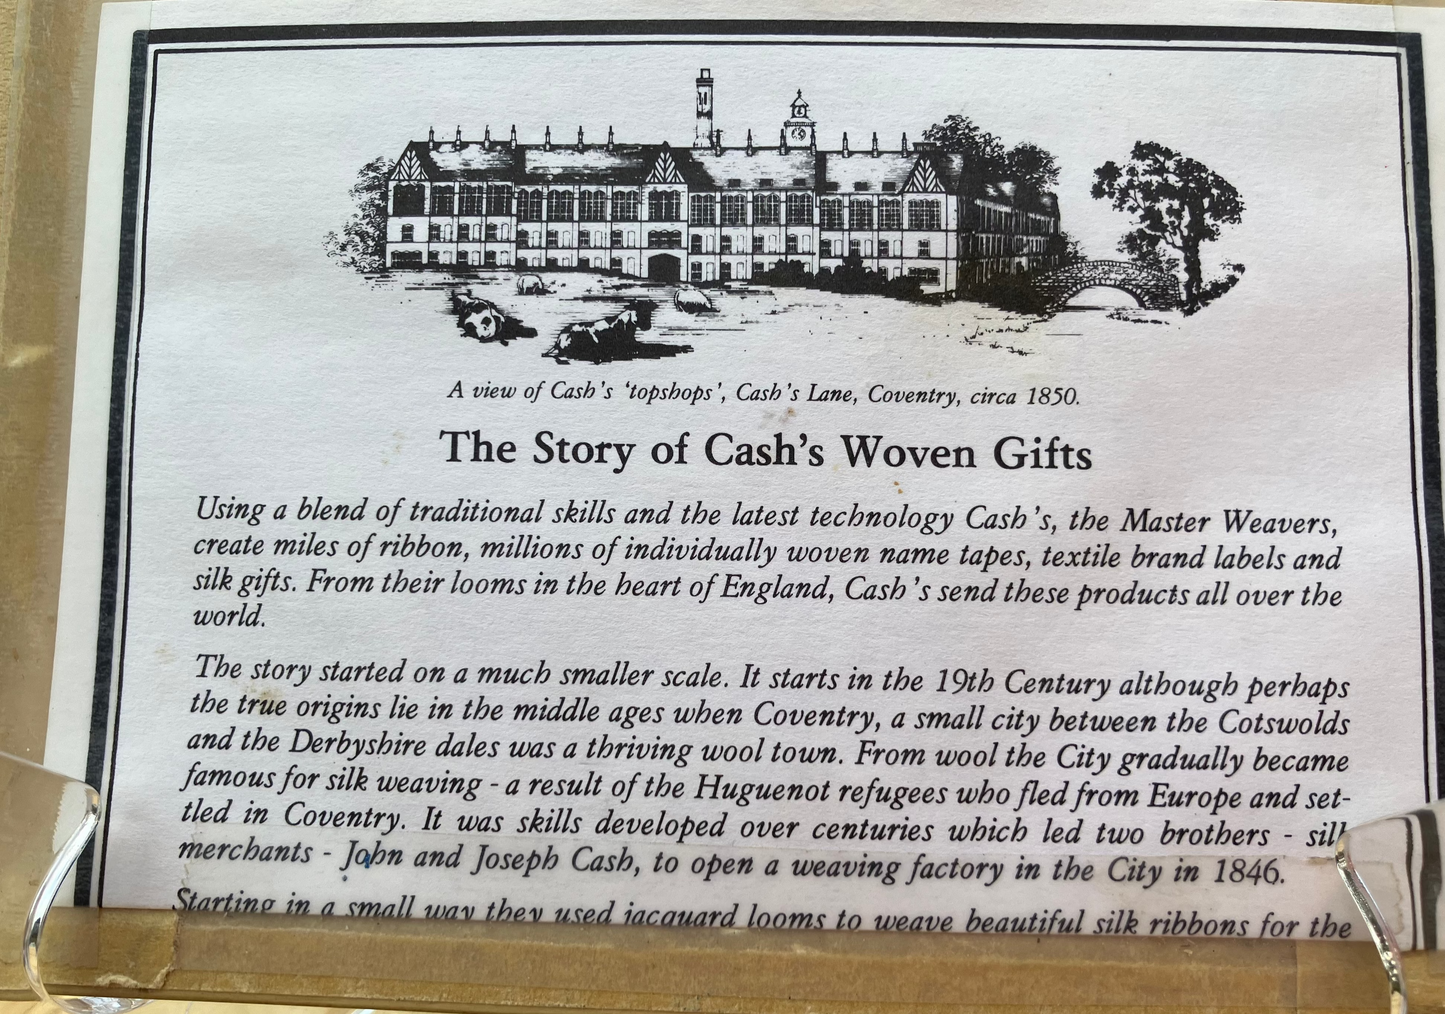 A view of Cash's 'topshops', Cash's Lane, Coventry, circa 1850.
The Story of Cash's Woven Gifts
Using a blend of traditional skills and the latest technology Cash's, the Master Weavers,
create miles of ribbon, millions of individually woven name tapes, textile brand labels and
silk gifts. From their looms in the heart of England, Cash's send these products all over the
world.
The story started on a much smaller scale. It starts in the 19th Century although perhaps
the true origins lie in the middle ages when Coventry, a small city between the Cotswolds
and the Derbyshire dales was a thriving wool town. From wool the City gradually became
famous for silk weaving - a result of the Huguenot refugees who fled from Europe and set-
tled in Coventry. It was skills developed over centuries which led two brothers - silk
merchants - John and Joseph Cash, to open a weaving factory in the City in 1846.
Starting in a small way they used jacquard looms to weave beautiful silk ribbons for the